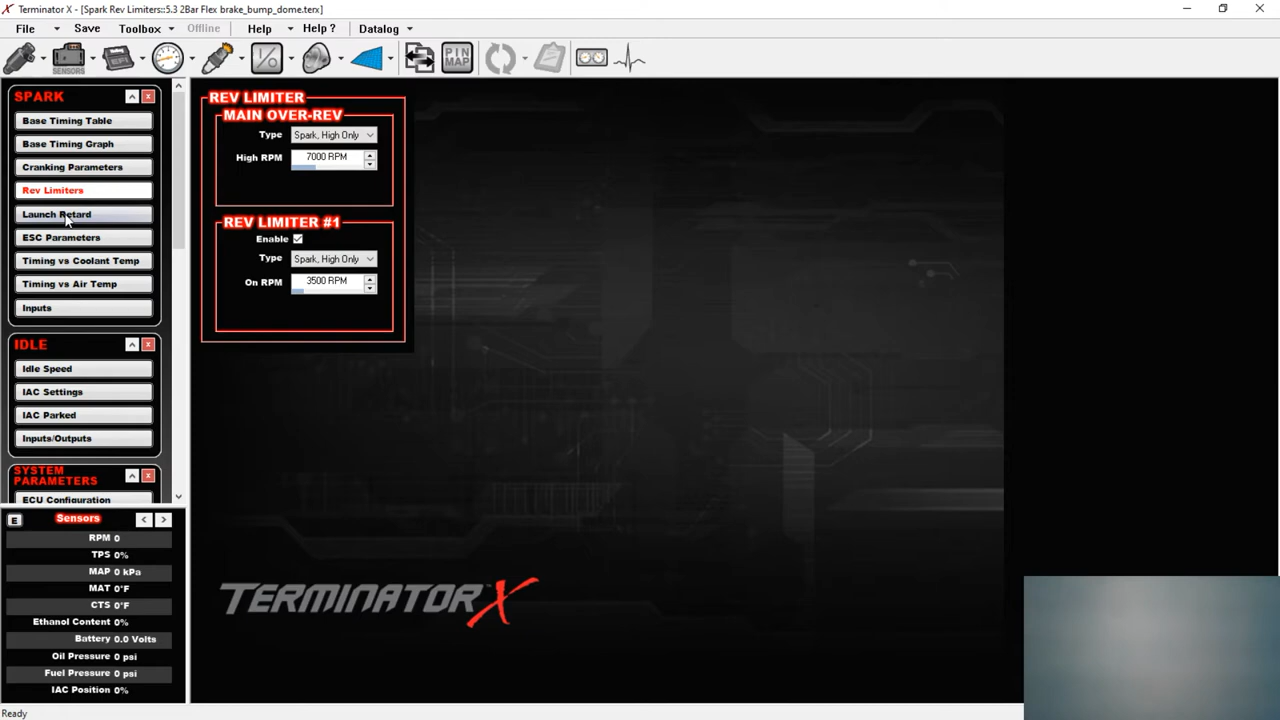 Terminator X - [Spark Rev Limiters::5.3 2Bar Flex brake_bump_dome.terx]
File Save Toolbox Offline Help Help ? Datalog
SENSORS EFI I/O PIN MAP
SPARK
Base Timing Table
Base Timing Graph
Cranking Parameters
Rev Limiters
Launch Retard
ESC Parameters
Timing vs Coolant Temp
Timing vs Air Temp
Inputs
IDLE
Idle Speed
IAC Settings
IAC Parked
Inputs/Outputs
SYSTEM
PARAMETERS
ECU Configuration
E Sensors < >
RPM 0
TPS 0%
MAP 0 kPa
MAT 0°F
CTS 0°F
Ethanol Content 0%
Battery 0.0 Volts
Oil Pressure 0 psi
Fuel Pressure 0 psi
IAC Position 0%
Ready
REV LIMITER
MAIN OVER-REV
Type Spark, High Only
High RPM 7000 RPM
REV LIMITER #1
Enable
Type Spark, High Only
On RPM 3500 RPM
TERMINATOR X